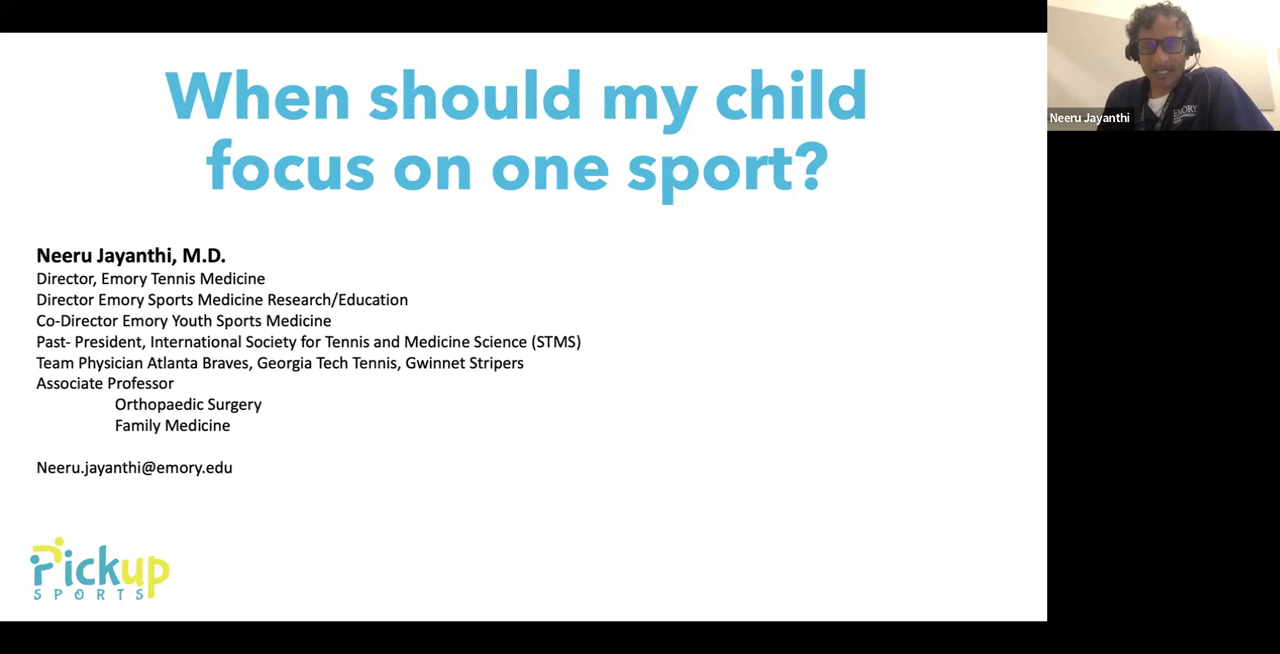 When should my child
focus on one sport?
Neeru Jayanthi, M.D.
Director, Emory Tennis Medicine
Director Emory Sports Medicine Research/Education
Co-Director Emory Youth Sports Medicine
Past- President, International Society for Tennis and Medicine Science (STMS)
Team Physician Atlanta Braves, Georgia Tech Tennis, Gwinnet Stripers
Associate Professor
Orthopaedic Surgery
Family Medicine
Neeru.jayanthi@emory.edu
Pickup
SPORTS
EMORY
Neeru Jayanthi